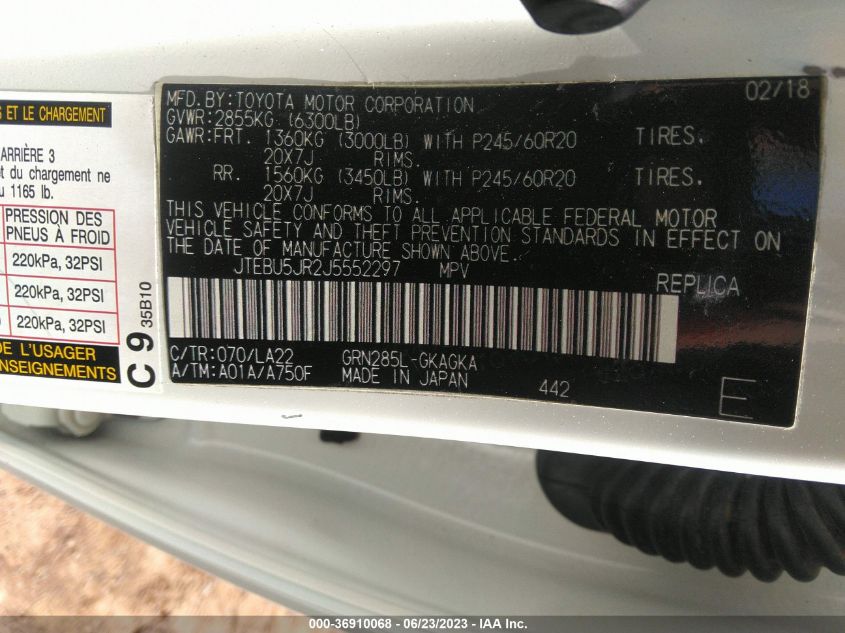 S ET LE CHARGEMENT
ARRIÈRE 3
t du chargement ne
1165 lb.
PRESSION DES
PNEUS À FROID
220kPa, 32PSI
220kPa, 32PSI
220kPa, 32PSI
DE L'USAGER
ENSEIGNEMENTS
C 9
35B10
02/18
MFD.BY:TOYOTA MOTOR CORPORATION
GVWR:2855KG (6300LB)
GAWR:FRT. 1360KG (3000LB) WITH P245/60R20 TIRES.
20X7J RIMS.
RR. 1560KG (3450LB) WITH P245/60R20 TIRES.
20X7J RIMS.
THIS VEHICLE CONFORMS TO ALL APPLICABLE FEDERAL MOTOR
VEHICLE SAFETY AND THEFT PREVENTION STANDARDS IN EFFECT ON
THE DATE OF MANUFACTURE SHOWN ABOVE.
JTEBU5JR2J5552297 MPV
REPLICA
C/TR:070/LA22 GRN285L-GKAGKA
A/TM:A01A/A750F MADE IN JAPAN
442
E
000-36910068 - 06/23/2023 - IAA Inc.